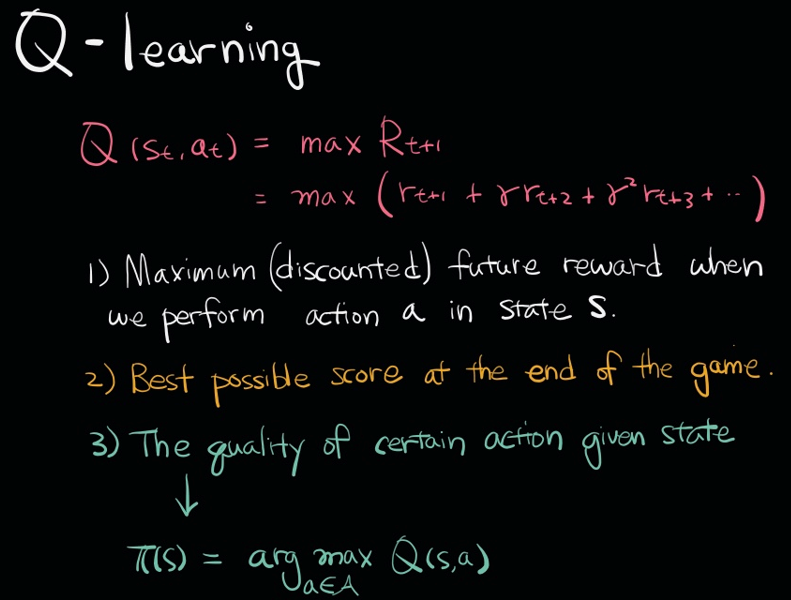 Q-learning
Q(st, at) = max Rt+1
= max (rt+1 + γrt+2 + γ²rt+3 + ··)
1) Maximum (discounted) future reward when
we perform action a in state s.
2) Best possible score at the end of the game.
3) The quality of certain action given state
↓
π(s) = arg max Q(s,a)
a∈A